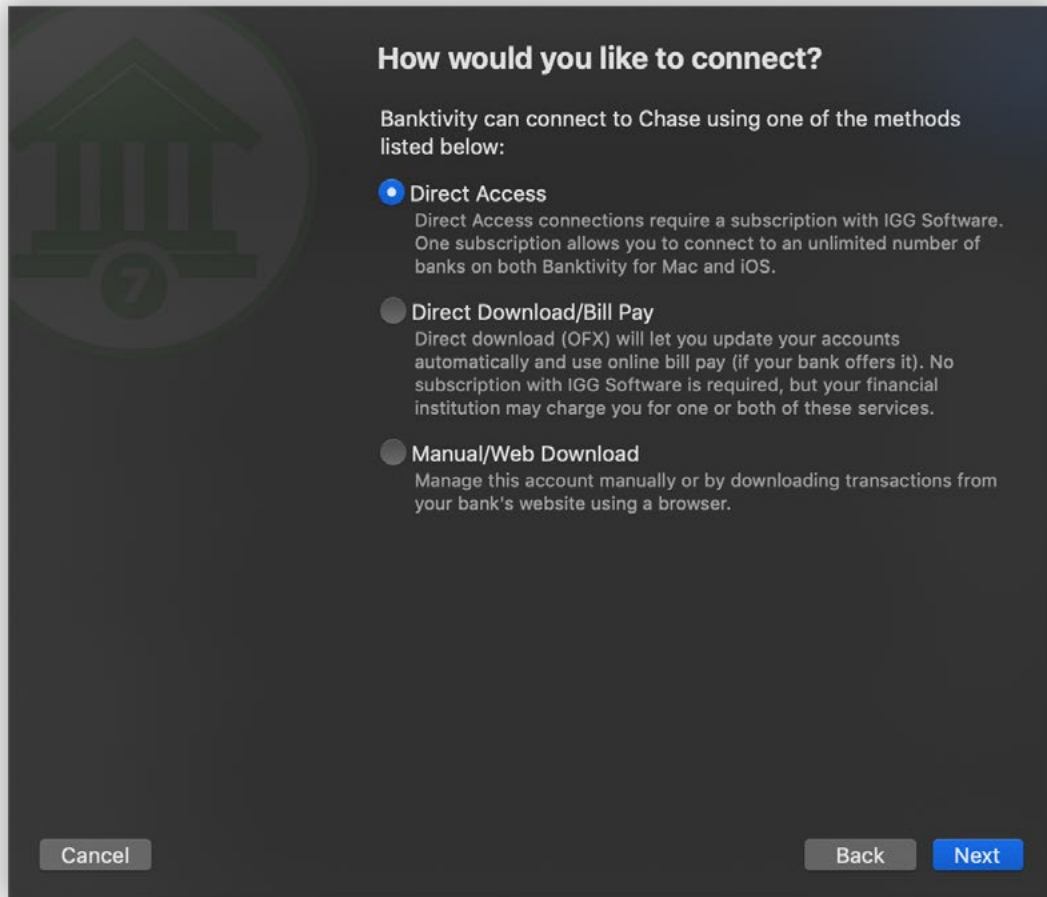 How would you like to connect?
Banktivity can connect to Chase using one of the methods
listed below:
Direct Access
Direct Access connections require a subscription with IGG Software.
One subscription allows you to connect to an unlimited number of
banks on both Banktivity for Mac and iOS.
Direct Download/Bill Pay
Direct download (OFX) will let you update your accounts
automatically and use online bill pay (if your bank offers it). No
subscription with IGG Software is required, but your financial
institution may charge you for one or both of these services.
Manual/Web Download
Manage this account manually or by downloading transactions from
your bank's website using a browser.
7
Cancel
Back
Next